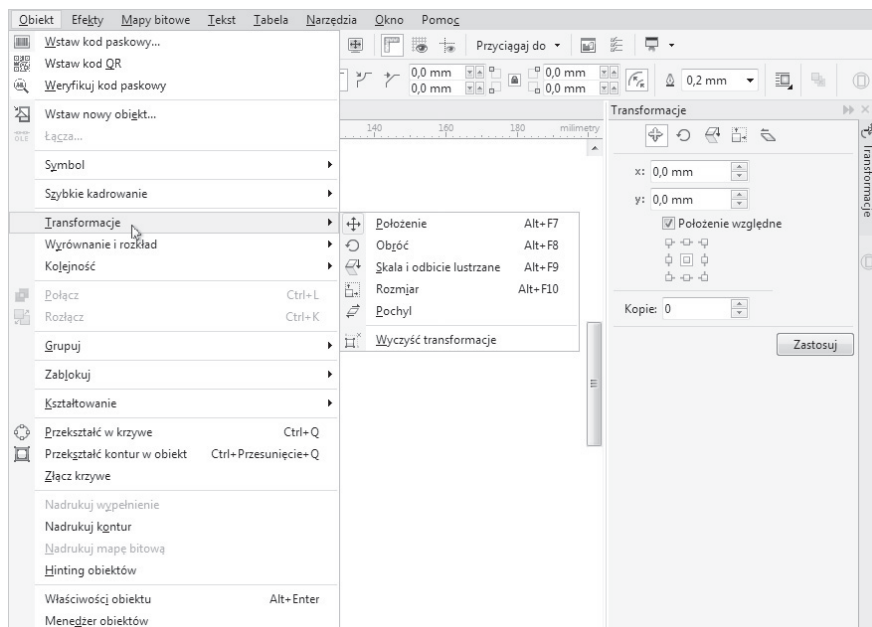 Obiekt Efekty Mapy bitowe Tekst Tabela Narzędzia Okno Pomoc
Wstaw kod paskowy...
Wstaw kod QR
Weryfikuj kod paskowy
Wstaw nowy obiekt...
OLE Łącza...
Symbol
Szybkie kadrowanie
Transformacje
Wyrównanie i rozkład
Kolejność
Połącz Ctrl+L
Rozłącz Ctrl+K
Grupuj
Zablokuj
Kształtowanie
Przekształć w krzywe Ctrl+Q
Przekształć kontur w obiekt Ctrl+Przesunięcie+Q
Złącz krzywe
Nadrukuj wypełnienie
Nadrukuj kontur
Nadrukuj mapę bitową
Hinting obiektów
Właściwości obiektu Alt+Enter
Menedżer obiektów
Położenie Alt+F7
Obróć Alt+F8
Skala i odbicie lustrzane Alt+F9
Rozmiar Alt+F10
Pochyl
Wyczyść transformacje
Przyciągaj do
0,0 mm 0,0 mm 0,2 mm
0,0 mm 0,0 mm
140 160 180 milimetry
Transformacje
x: 0,0 mm
y: 0,0 mm
Położenie względne
Kopie: 0
Zastosuj
Transformacje